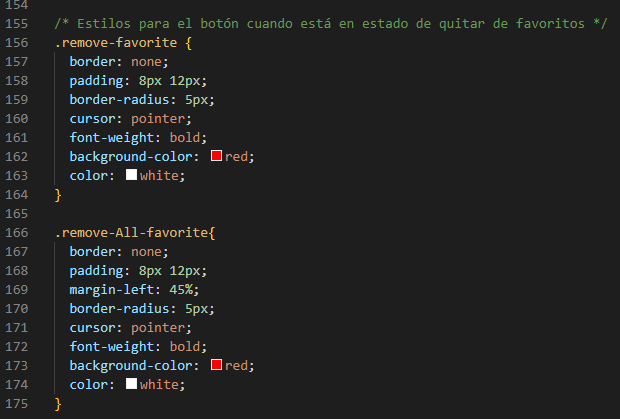 154
155 /* Estilos para el botón cuando está en estado de quitar de favoritos */
156 .remove-favorite {
157 border: none;
158 padding: 8px 12px;
159 border-radius: 5px;
160 cursor: pointer;
161 font-weight: bold;
162 background-color: red;
163 color: white;
164 }
165
166 .remove-All-favorite{
167 border: none;
168 padding: 8px 12px;
169 margin-left: 45%;
170 border-radius: 5px;
171 cursor: pointer;
172 font-weight: bold;
173 background-color: red;
174 color: white;
175 }